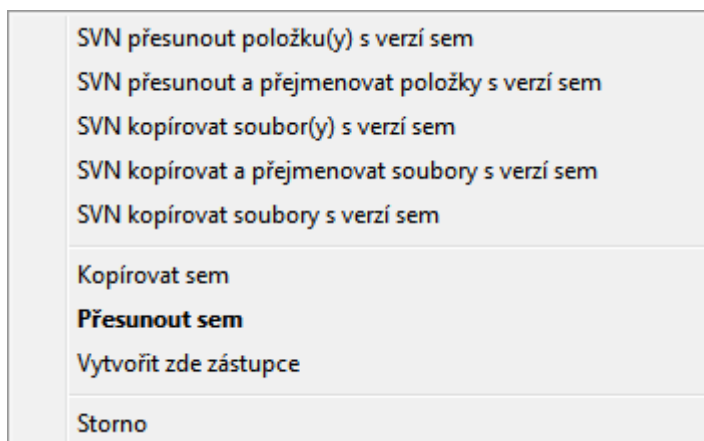 SVN přesunout položku(y) s verzí sem
SVN přesunout a přejmenovat položky s verzí sem
SVN kopírovat soubor(y) s verzí sem
SVN kopírovat a přejmenovat soubory s verzí sem
SVN kopírovat soubory s verzí sem
Kopírovat sem
Přesunout sem
Vytvořit zde zástupce
Storno